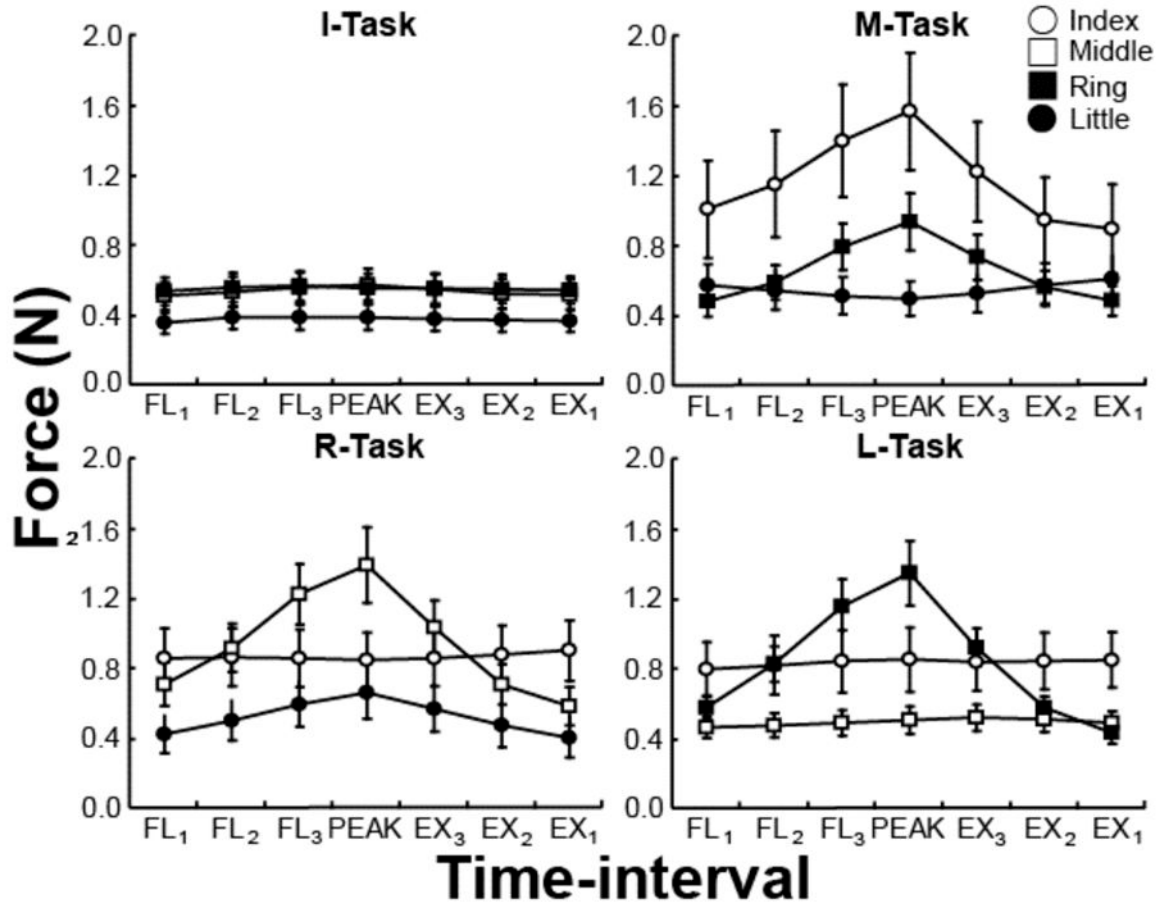 I-Task
2.0
1.6
1.2
0.8
0.4
0.0
FL₁ FL₂ FL₃ PEAK EX₃ EX₂ EX₁
M-Task
2.0
1.6
1.2
0.8
0.4
0.0
FL₁ FL₂ FL₃ PEAK EX₃ EX₂ EX₁
Index
Middle
Ring
Little
Force (N)
R-Task
2.0
₂1.6
1.2
0.8
0.4
0.0
FL₁ FL₂ FL₃ PEAK EX₃ EX₂ EX₁
L-Task
2.0
1.6
1.2
0.8
0.4
0.0
FL₁ FL₂ FL₃ PEAK EX₃ EX₂ EX₁
Time-interval